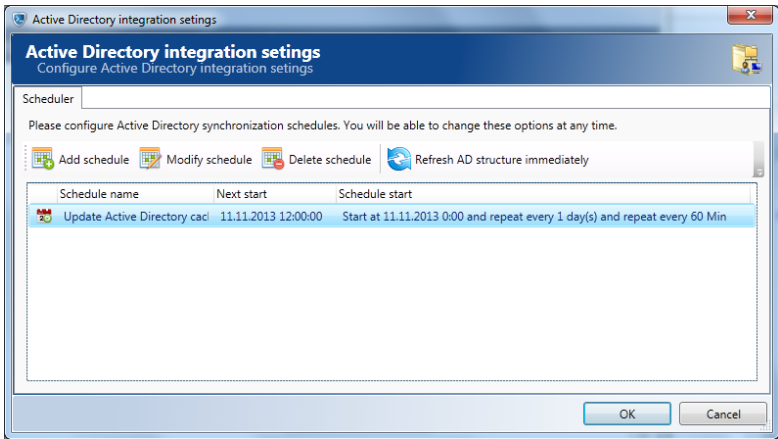 Active Directory integration setings
Active Directory integration setings
Configure Active Directory integration setings
Scheduler
Please configure Active Directory synchronization schedules. You will be able to change these options at any time.
Add schedule Modify schedule Delete schedule Refresh AD structure immediately
Schedule name Next start Schedule start
Update Active Directory cacl 11.11.2013 12:00:00 Start at 11.11.2013 0:00 and repeat every 1 day(s) and repeat every 60 Min
OK Cancel